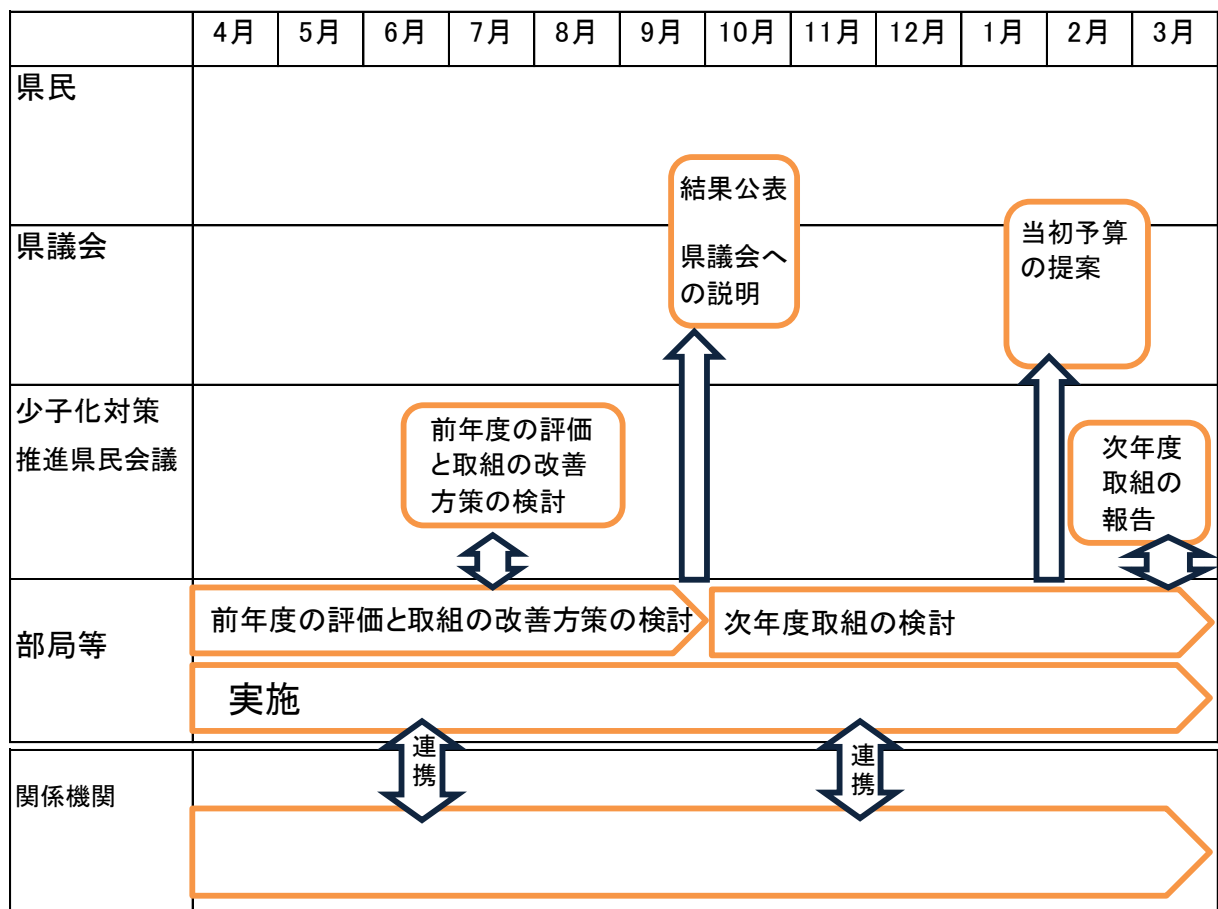 4月 5月 6月 7月 8月 9月 10月 11月 12月 1月 2月 3月
県民
結果公表
県議会へ
の説明
県議会
当初予算
の提案
少子化対策
推進県民会議
前年度の評価
と取組の改善
方策の検討
次年度
取組の
報告
部局等
前年度の評価と取組の改善方策の検討
次年度取組の検討
実施
連
携
連
携
関係機関